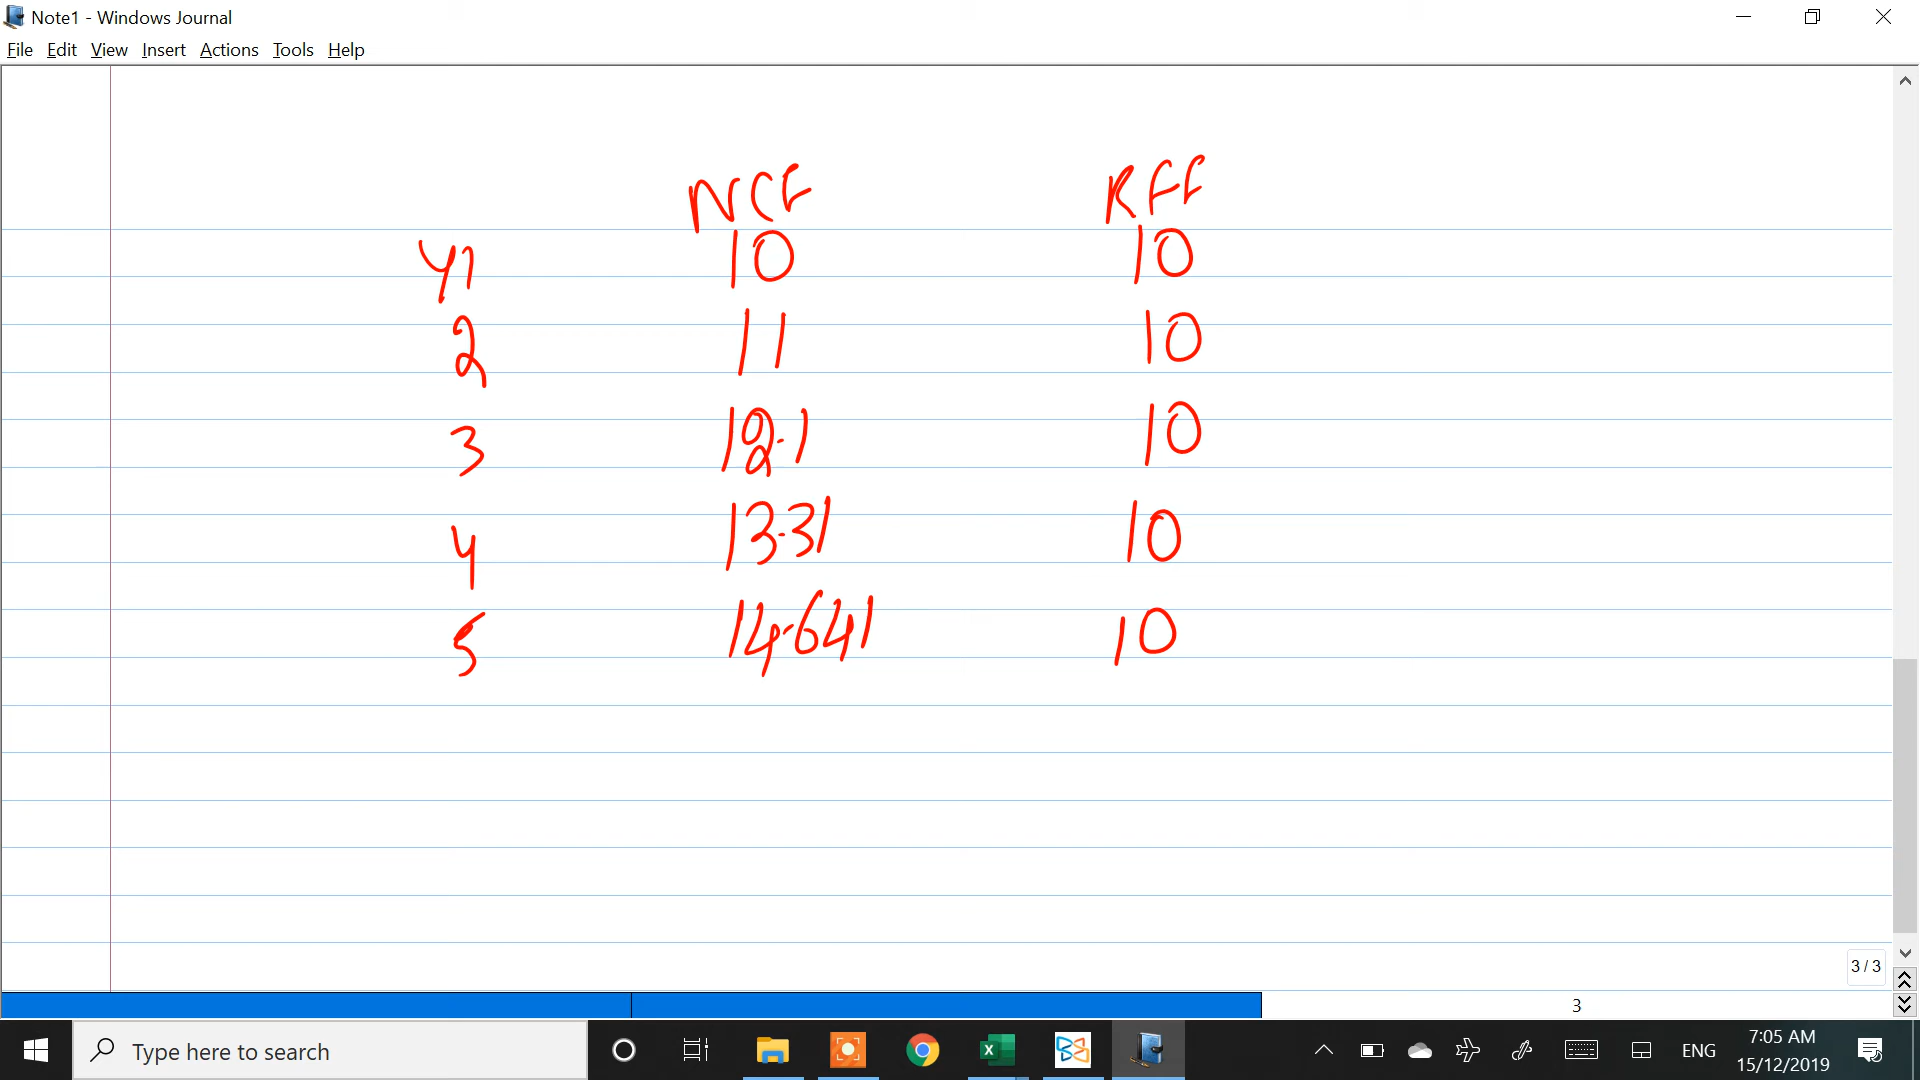 Note1 - Windows Journal
File Edit View Insert Actions Tools Help
NCF RFF
Y1 10 10
2 11 10
3 12.1 10
4 13.31 10
5 14.641 10
3 / 3
3
Type here to search
ENG
7:05 AM
15/12/2019